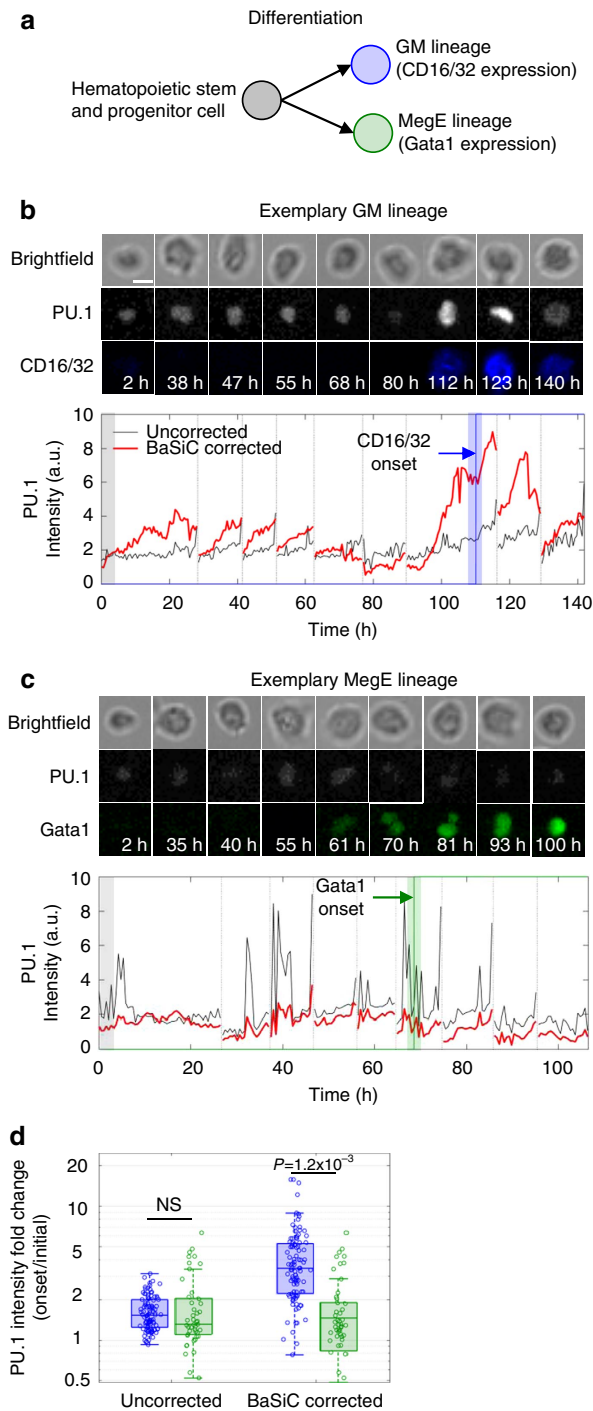 a
Differentiation
Hematopoietic stem
and progenitor cell
GM lineage
(CD16/32 expression)
MegE lineage
(Gata1 expression)
b
Exemplary GM lineage
Brightfield
PU.1
CD16/32
2 h 38 h 47 h 55 h 68 h 80 h 112 h 123 h 140 h
PU.1
Intensity (a.u.)
10
8
6
4
2
0
Uncorrected
BaSiC corrected
CD16/32
onset
0 20 40 60 80 100 120 140
Time (h)
c
Exemplary MegE lineage
Brightfield
PU.1
Gata1
2 h 35 h 40 h 55 h 61 h 70 h 81 h 93 h 100 h
PU.1
Intensity (a.u.)
10
8
6
4
2
0
Gata1
onset
0 20 40 60 80 100
Time (h)
d
PU.1 intensity fold change
(onset/initial)
20
10
5
2
1
0.5
NS
P=1.2x10⁻³
Uncorrected BaSiC corrected